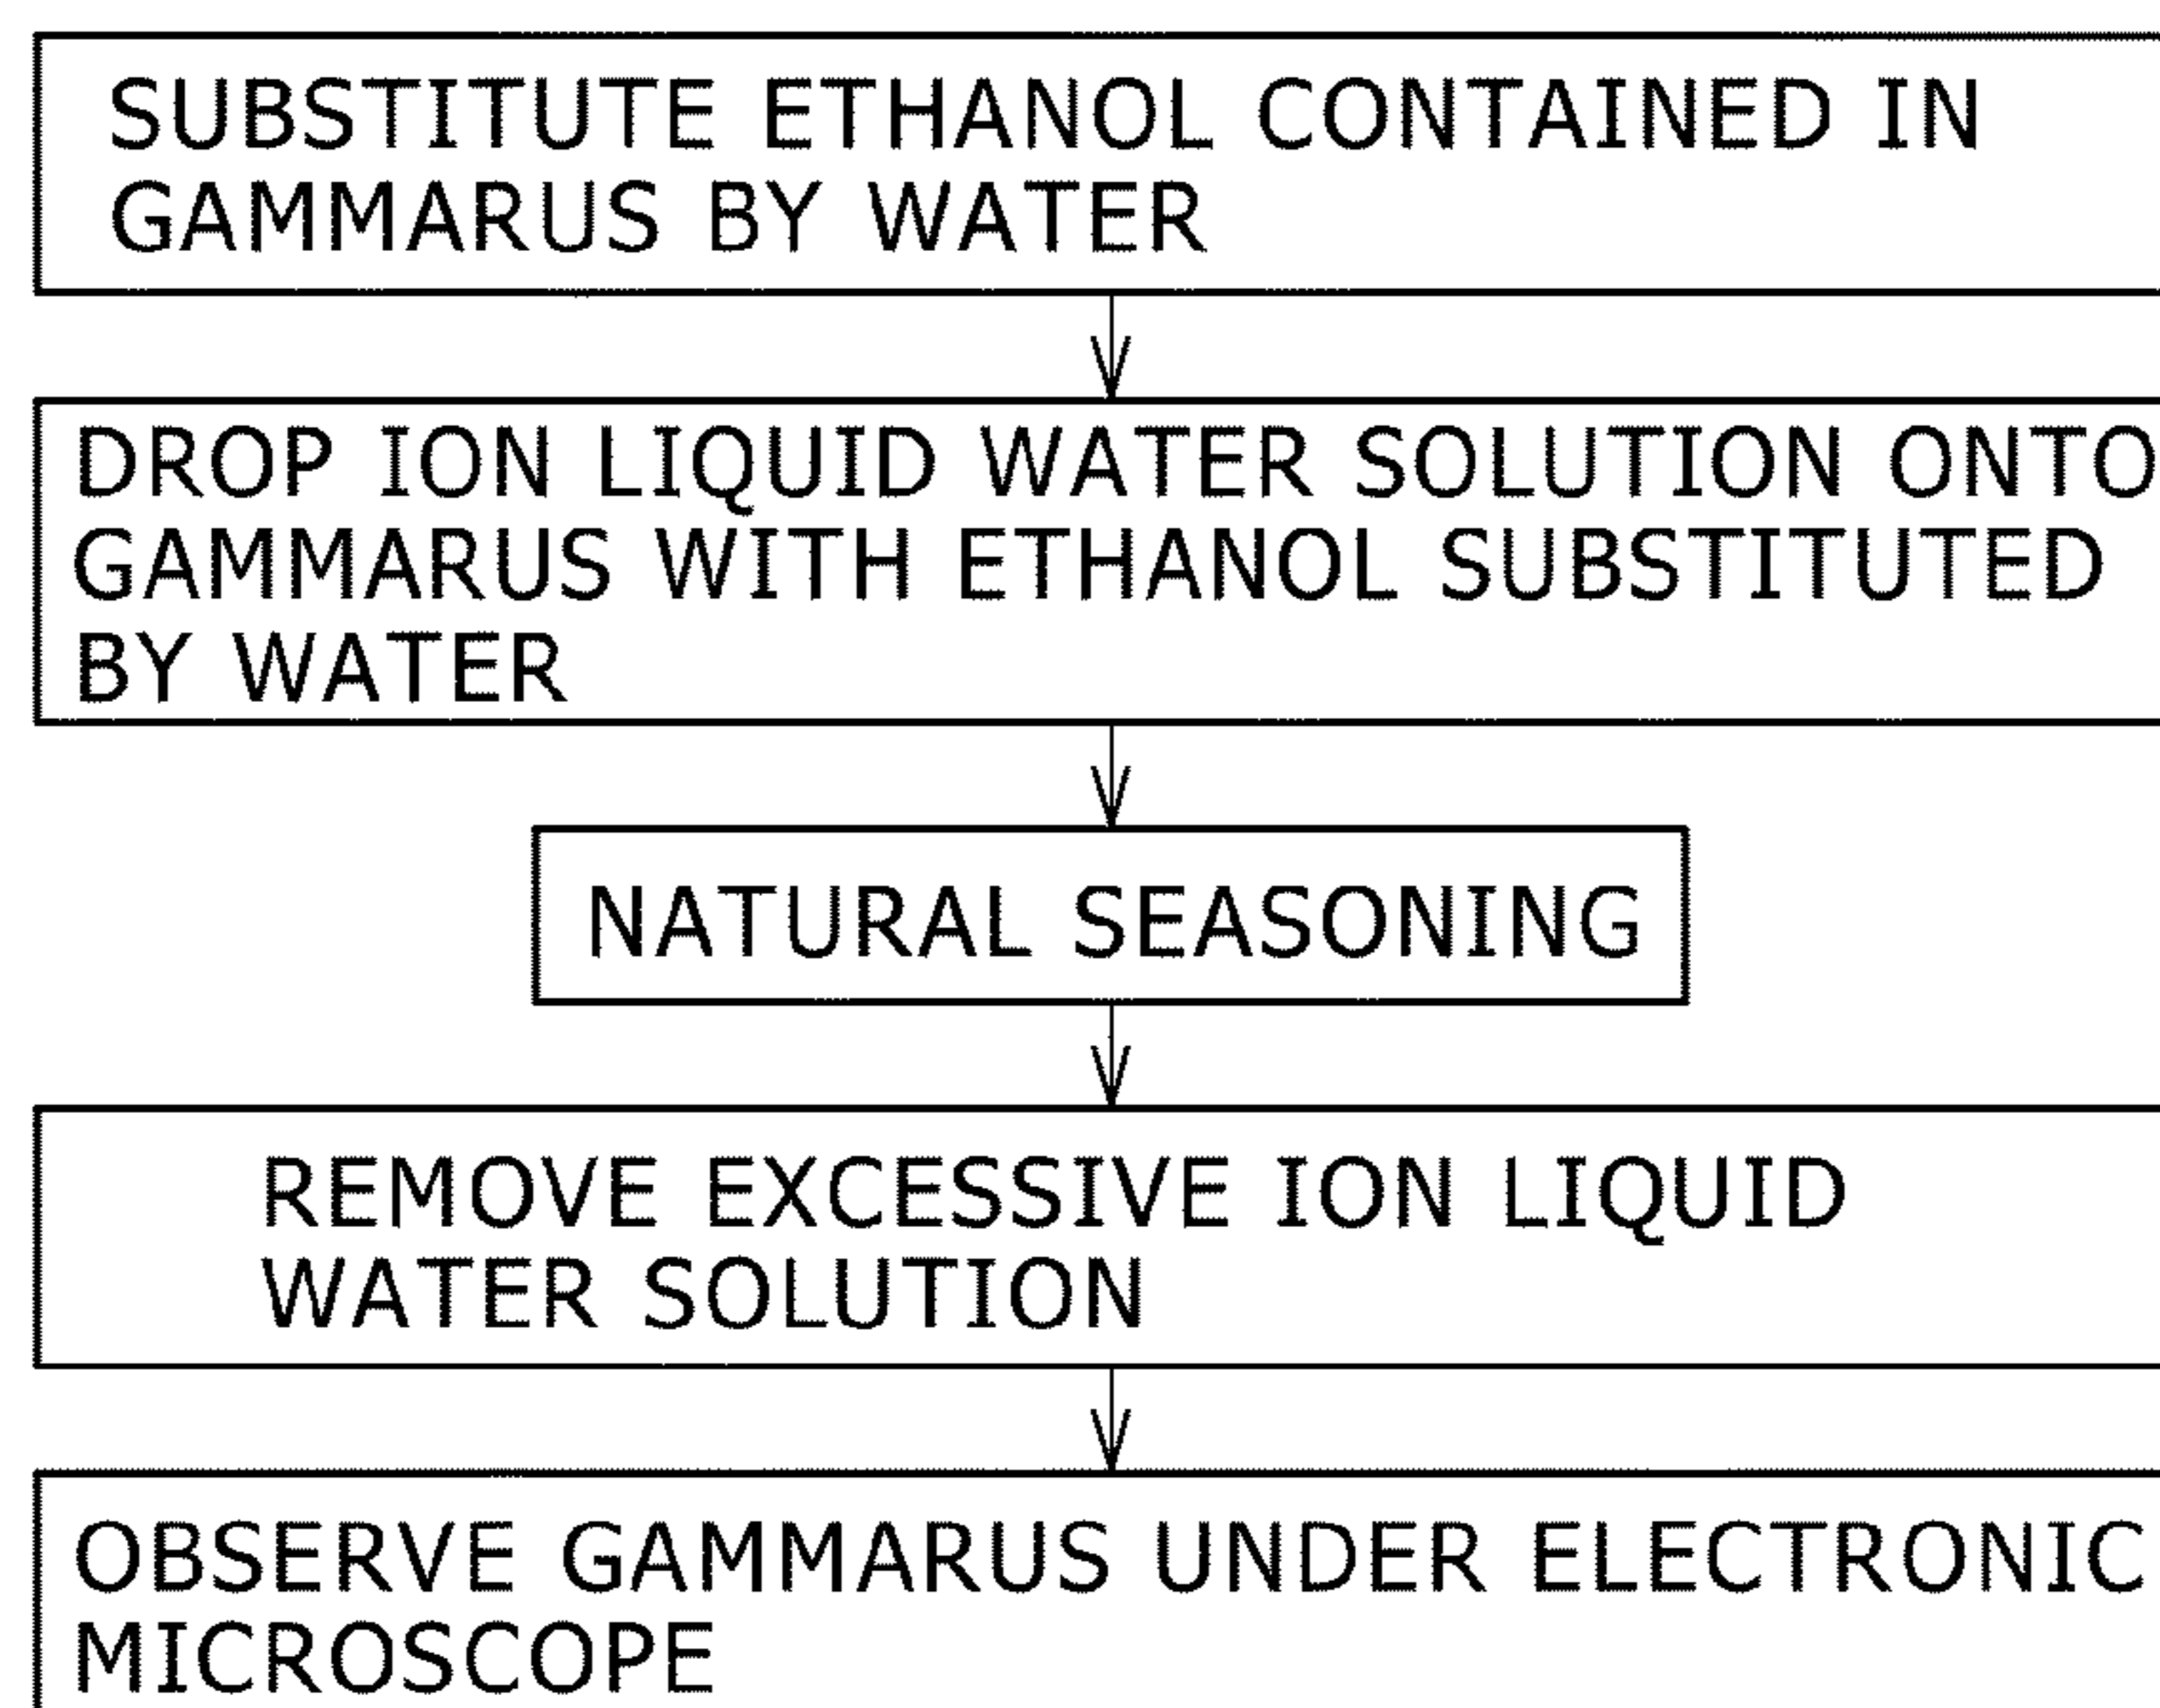 SUBSTITUTE ETHANOL CONTAINED IN
GAMMARUS BY WATER
DROP ION LIQUID WATER SOLUTION ONTO
GAMMARUS WITH ETHANOL SUBSTITUTED
BY WATER
NATURAL SEASONING
REMOVE EXCESSIVE ION LIQUID
WATER SOLUTION
OBSERVE GAMMARUS UNDER ELECTRONIC
MICROSCOPE